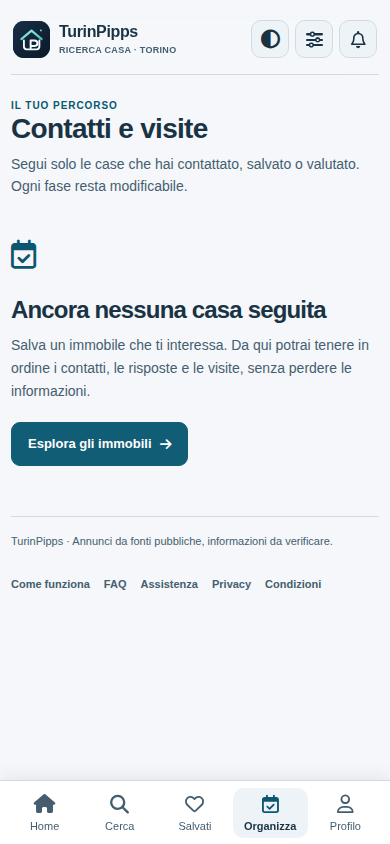 TurinPipps
RICERCA CASA · TORINO
IL TUO PERCORSO
Contatti e visite
Segui solo le case che hai contattato, salvato o valutato.
Ogni fase resta modificabile.
Ancora nessuna casa seguita
Salva un immobile che ti interessa. Da qui potrai tenere in
ordine i contatti, le risposte e le visite, senza perdere le
informazioni.
Esplora gli immobili →
TurinPipps · Annunci da fonti pubbliche, informazioni da verificare.
Come funziona FAQ Assistenza Privacy Condizioni
Home Cerca Salvati Organizza Profilo